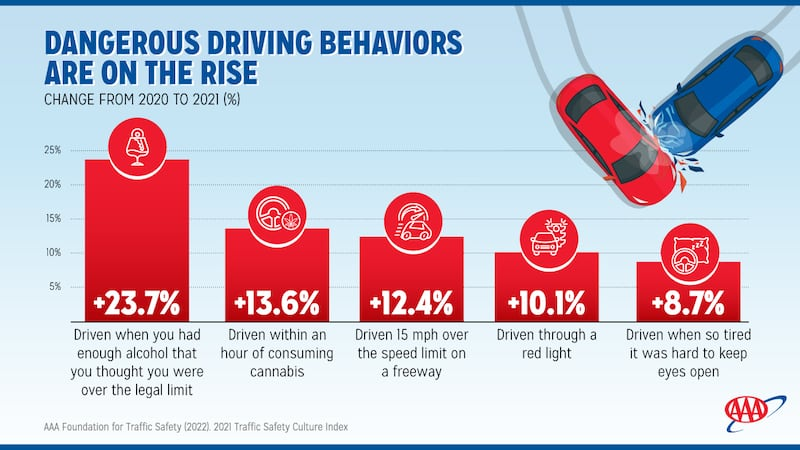 DANGEROUS DRIVING BEHAVIORS
ARE ON THE RISE
CHANGE FROM 2020 TO 2021 (%)
25%
20%
15%
10%
5%
+23.7%
+13.6%
+12.4%
+10.1%
+8.7%
Driven when you had
enough alcohol that
you thought you were
over the legal limit
Driven within an
hour of consuming
cannabis
Driven 15 mph over
the speed limit on
a freeway
Driven through a
red light
Driven when so tired
it was hard to keep
eyes open
zzZ
AAA Foundation for Traffic Safety (2022). 2021 Traffic Safety Culture Index
AAA